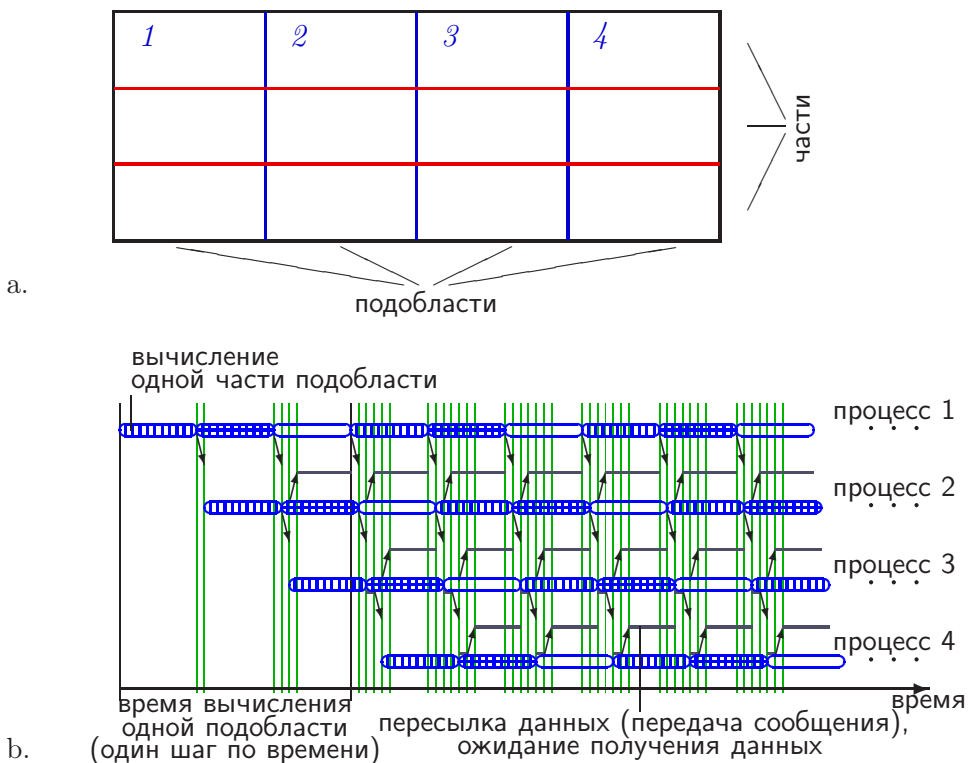 1 2 3 4
части
подобласти
a.
вычисление
одной части подобласти
процесс 1
. . .
процесс 2
. . .
процесс 3
. . .
процесс 4
. . .
время
время вычисления
одной подобласти
(один шаг по времени)
пересылка данных (передача сообщения),
ожидание получения данных
b.